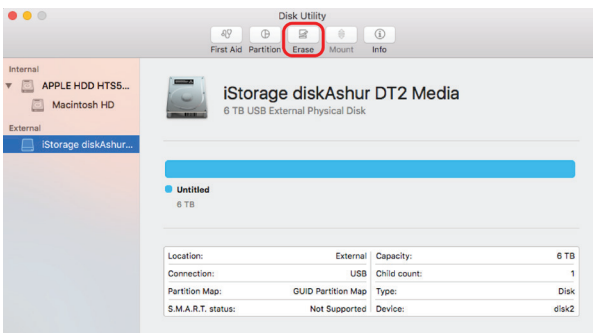 Disk Utility
First Aid Partition Erase Mount Info
Internal
APPLE HDD HTS5...
Macintosh HD
External
iStorage diskAshur...
iStorage diskAshur DT2 Media
6 TB USB External Physical Disk
Untitled
6 TB
Location: External Capacity: 6 TB
Connection: USB Child count: 1
Partition Map: GUID Partition Map Type: Disk
S.M.A.R.T. status: Not Supported Device: disk2